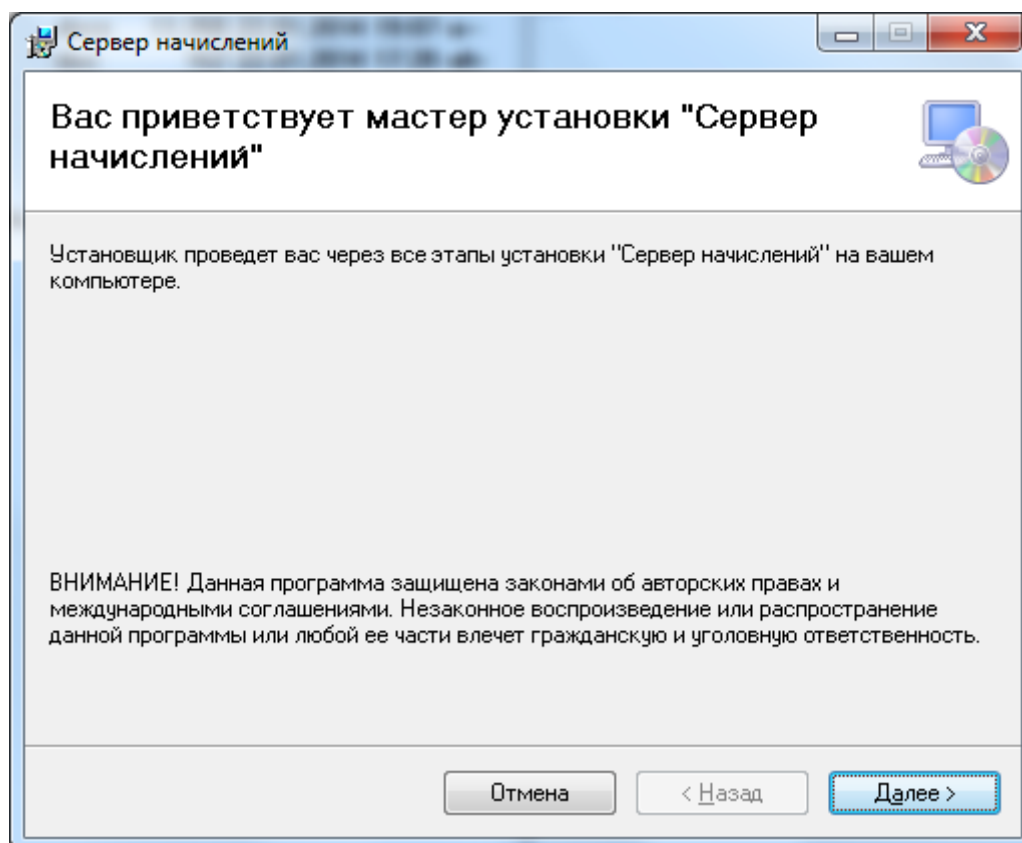 Сервер начислений
Вас приветствует мастер установки "Сервер
начислений"
Установщик проведет вас через все этапы установки "Сервер начислений" на вашем
компьютере.
ВНИМАНИЕ! Данная программа защищена законами об авторских правах и
международными соглашениями. Незаконное воспроизведение или распространение
данной программы или любой ее части влечет гражданскую и уголовную ответственность.
Отмена
< Назад
Далее >